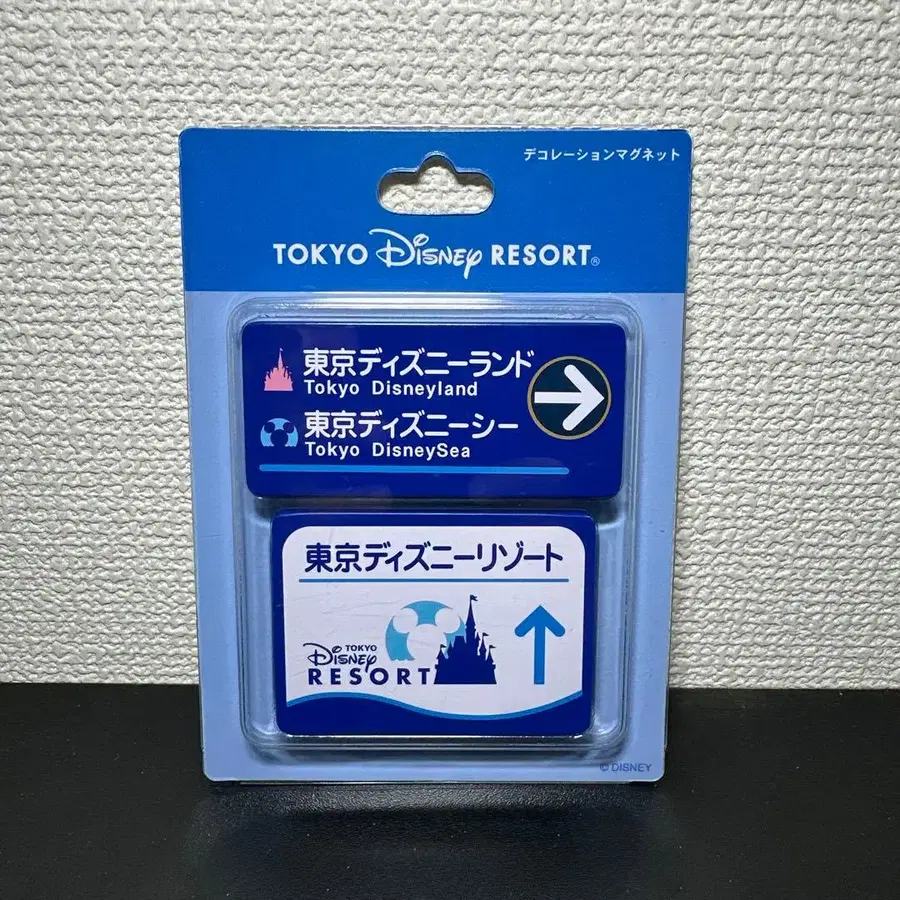 デコレーションマグネット
TOKYO Disney RESORT®
東京ディズニーランド
Tokyo Disneyland
東京ディズニーシー
Tokyo DisneySea
東京ディズニーリゾート
TOKYO
Disney
RESORT
© DISNEY